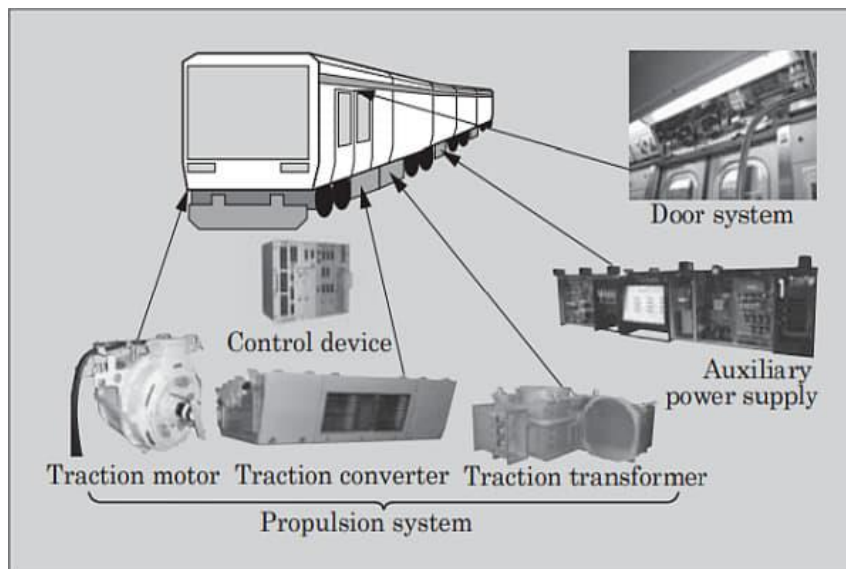 Door system
Control device
Auxiliary
power supply
Traction motor
Traction converter
Traction transformer
Propulsion system